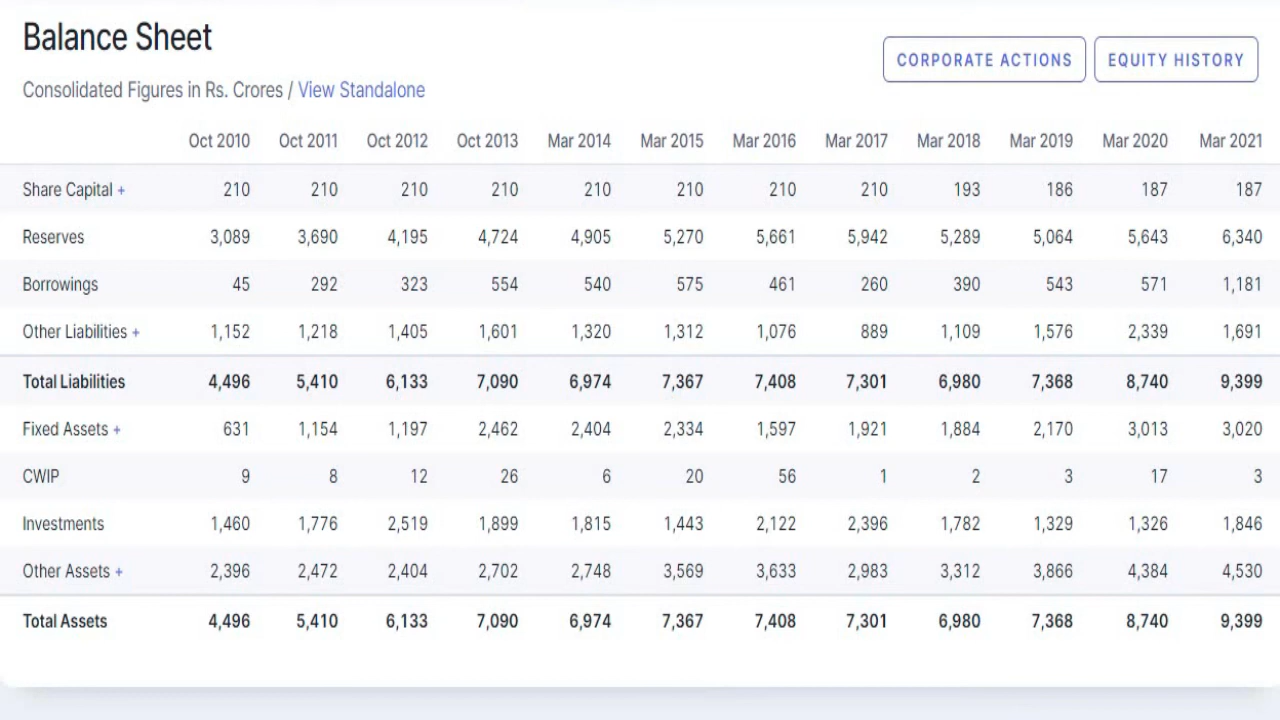 Balance Sheet
CORPORATE ACTIONS EQUITY HISTORY
Consolidated Figures in Rs. Crores / View Standalone
Oct 2010 Oct 2011 Oct 2012 Oct 2013 Mar 2014 Mar 2015 Mar 2016 Mar 2017 Mar 2018 Mar 2019 Mar 2020 Mar 2021
Share Capital + 210 210 210 210 210 210 210 210 193 186 187 187
Reserves 3,089 3,690 4,195 4,724 4,905 5,270 5,661 5,942 5,289 5,064 5,643 6,340
Borrowings 45 292 323 554 540 575 461 260 390 543 571 1,181
Other Liabilities + 1,152 1,218 1,405 1,601 1,320 1,312 1,076 889 1,109 1,576 2,339 1,691
Total Liabilities 4,496 5,410 6,133 7,090 6,974 7,367 7,408 7,301 6,980 7,368 8,740 9,399
Fixed Assets + 631 1,154 1,197 2,462 2,404 2,334 1,597 1,921 1,884 2,170 3,013 3,020
CWIP 9 8 12 26 6 20 56 1 2 3 17 3
Investments 1,460 1,776 2,519 1,899 1,815 1,443 2,122 2,396 1,782 1,329 1,326 1,846
Other Assets + 2,396 2,472 2,404 2,702 2,748 3,569 3,633 2,983 3,312 3,866 4,384 4,530
Total Assets 4,496 5,410 6,133 7,090 6,974 7,367 7,408 7,301 6,980 7,368 8,740 9,399